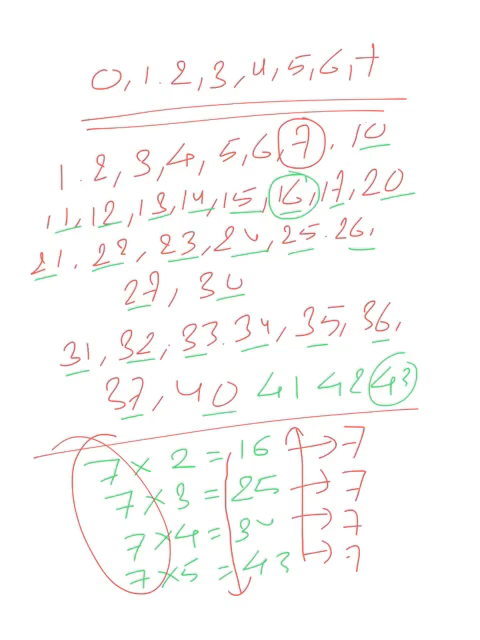 0, 1. 2, 3, 4, 5, 6, 7
1. 2, 3, 4, 5, 6, 7. 10
11, 12, 13, 14, 15, 16, 17, 20
21. 22, 23, 24, 25. 26,
27, 30
31, 32, 33. 34, 35, 36,
37, 40 41 42 43
7 × 2 = 16 → 7
7 × 3 = 25 → 7
7 × 4 = 34 → 7
7 × 5 = 43 → 7